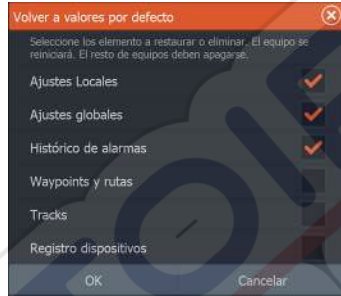 Volver a valores por defecto
Seleccione los elemento a restaurar o eliminar. El equipo se
reiniciará. El resto de equipos deben apagarse.
Ajustes Locales
Ajustes globales
Histórico de alarmas
Waypoints y rutas
Tracks
Registro dispositivos
OK
Cancelar